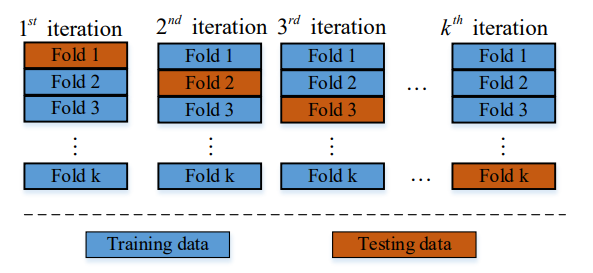 1st iteration 2nd iteration 3rd iteration kth iteration
Fold 1 Fold 1 Fold 1 Fold 1
Fold 2 Fold 2 Fold 2 Fold 2
Fold 3 Fold 3 Fold 3 ... Fold 3
⋮ ⋮ ⋮ ⋮
Fold k Fold k Fold k ... Fold k
Training data Testing data